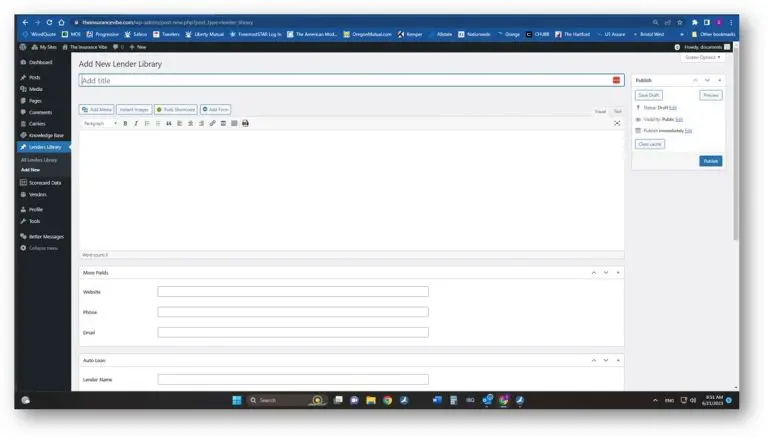 theinsurancevibe.com/wp-admin/post-new.php?post_type=lender_library
WiredQuote MOE Progressive Safeco Travelers Liberty Mutual ForemostSTAR Log In The American Mod... OregonMutual.com Kemper Allstate Nationwide Grange CHUBB The Hartford US Assure Bristol West » Other bookmarks
My Sites The Insurance Vibe 0 + New Howdy, documents
Screen Options ▼
Dashboard
Posts
Media
Pages
Comments
Carriers
Knowledge Base
Lenders Library
All Lenders Library
Add New
Scorecard Data
Vendors
Profile
Tools
Better Messages
Collapse menu
Add New Lender Library
Add title
Add Media Instant Images Pods Shortcode Add Form
Visual Text
Paragraph B I
Word count: 0
More Fields
Website
Phone
Email
Auto Loan
Lender Name
Publish
Save Draft Preview
Status: Draft Edit
Visibility: Public Edit
Publish immediately Edit
Clear cache
Publish
Search
ENG
8:51 AM
6/21/2023